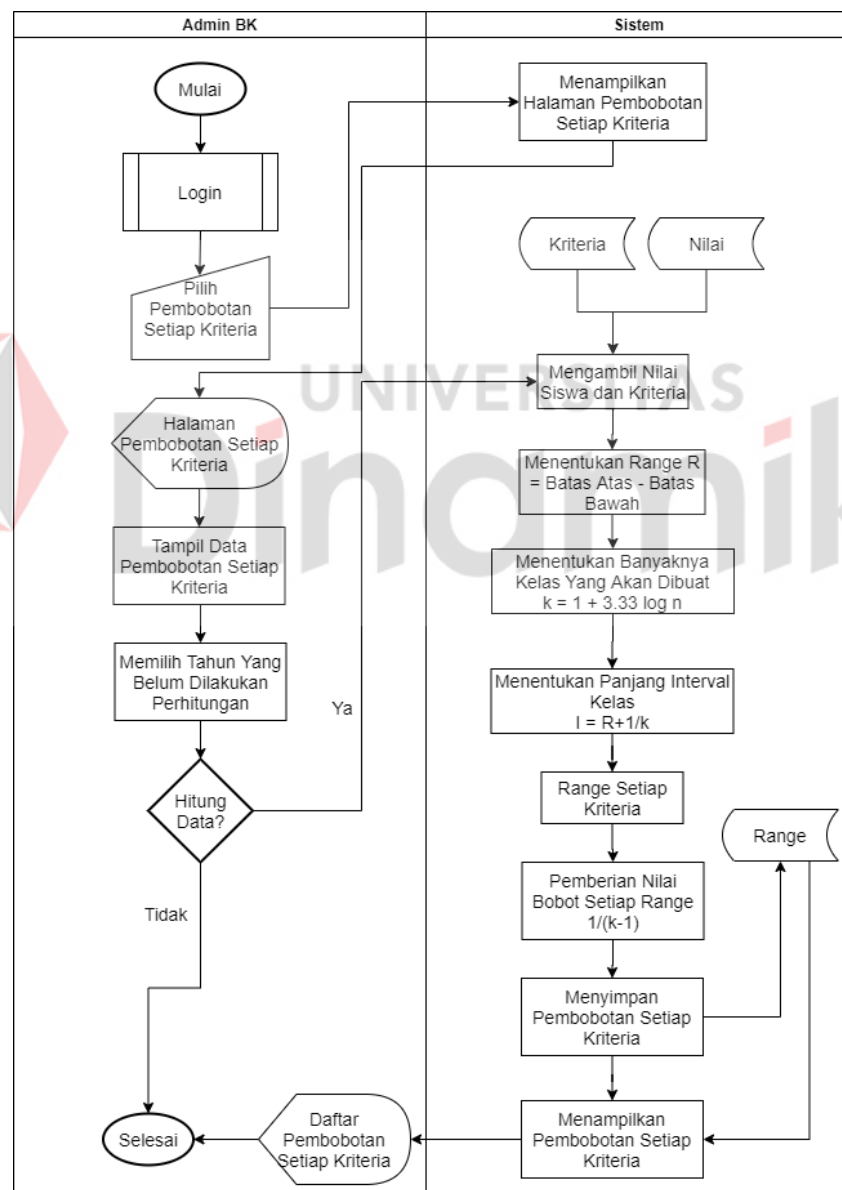 Admin BK
Sistem
Mulai
Login
Pilih
Pembobotan
Setiap Kriteria
Menampilkan
Halaman Pembobotan
Setiap Kriteria
Kriteria
Nilai
Halaman
Pembobotan Setiap
Kriteria
Tampil Data
Pembobotan Setiap
Kriteria
Memilih Tahun Yang
Belum Dilakukan
Perhitungan
Hitung
Data?
Ya
Tidak
Mengambil Nilai
Siswa dan Kriteria
Menentukan Range R
= Batas Atas - Batas
Bawah
Menentukan Banyaknya
Kelas Yang Akan Dibuat
k = 1 + 3.33 log n
Menentukan Panjang Interval
Kelas
I = R+1/k
Range Setiap
Kriteria
Pemberian Nilai
Bobot Setiap Range
1/(k-1)
Range
Menyimpan
Pembobotan Setiap
Kriteria
Menampilkan
Pembobotan Setiap
Kriteria
Daftar
Pembobotan
Setiap Kriteria
Selesai
UNIVERSITAS
Dinamik